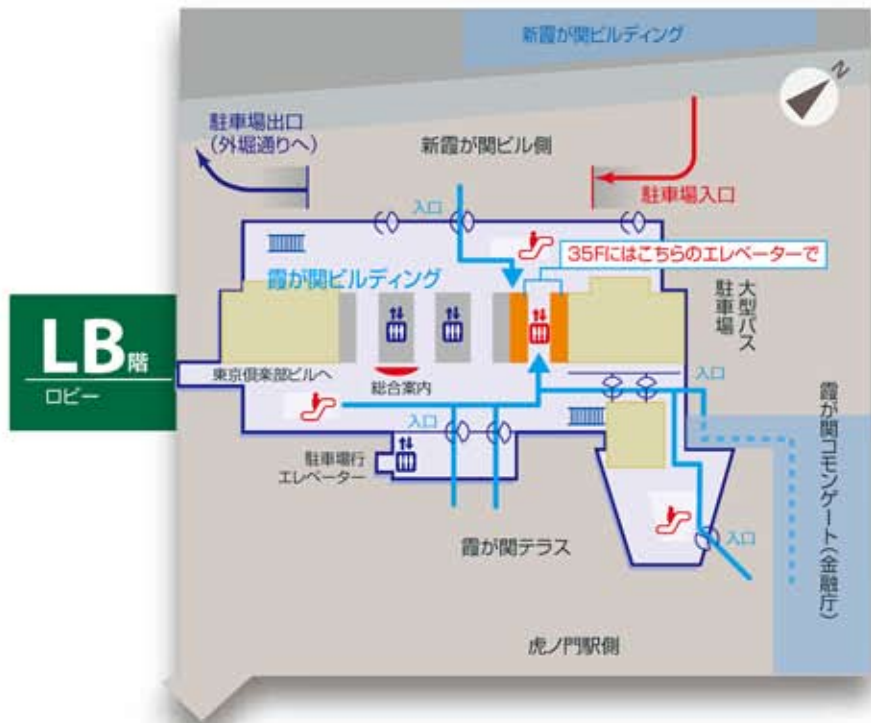 新霞が関ビルディング
N
駐車場出口
(外堀通りへ)
新霞が関ビル側
駐車場入口
入口
35Fにはこちらのエレベーターで
霞が関ビルディング
大型バス
駐車場
LB階
ロビー
東京倶楽部ビルへ
総合案内
入口
入口
駐車場行
エレベーター
霞が関コモンゲート(金融庁)
霞が関テラス
入口
虎ノ門駅側